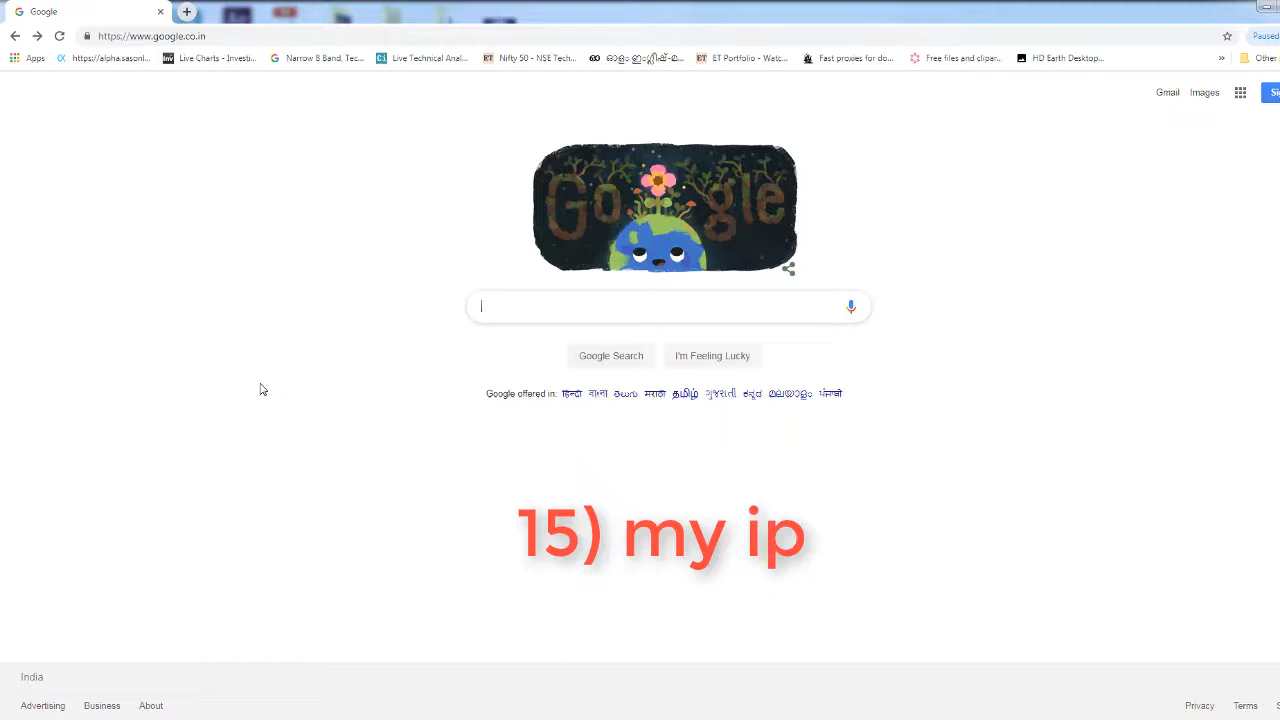 Google
https://www.google.co.in
Paused
Apps
https://alpha.sasonl...
Live Charts - Investi...
Narrow B Band, Tec...
Live Technical Anal...
Nifty 50 - NSE Tech...
ഓളം ഇംഗ്ലീഷ്-മ...
ET Portfolio - Watc...
Fast proxies for do...
Free files and clipar...
HD Earth Desktop...
»
Other
Gmail
Images
Google
Google Search
I'm Feeling Lucky
Google offered in: हिन्दी বাংলা తెలుగు मराठी தமிழ் ગુજરાતી ಕನ್ನಡ മലയാളം ਪੰਜਾਬੀ
15) my ip
India
Advertising
Business
About
Privacy
Terms